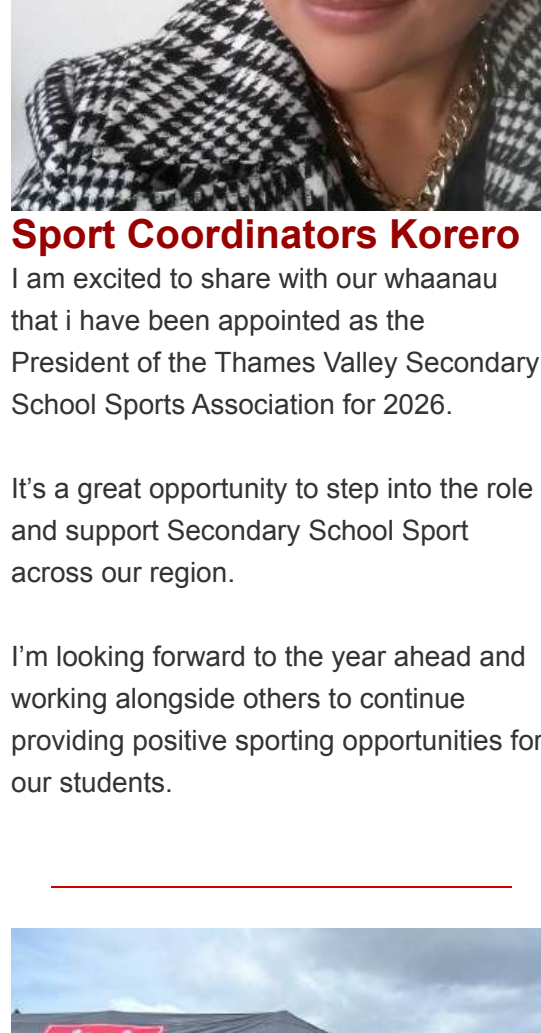 Sport Coordinators Korero
I am excited to share with our whaanau
that i have been appointed as the
President of the Thames Valley Secondary
School Sports Association for 2026.
It’s a great opportunity to step into the role
and support Secondary School Sport
across our region.
I’m looking forward to the year ahead and
working alongside others to continue
providing positive sporting opportunities for
our students.